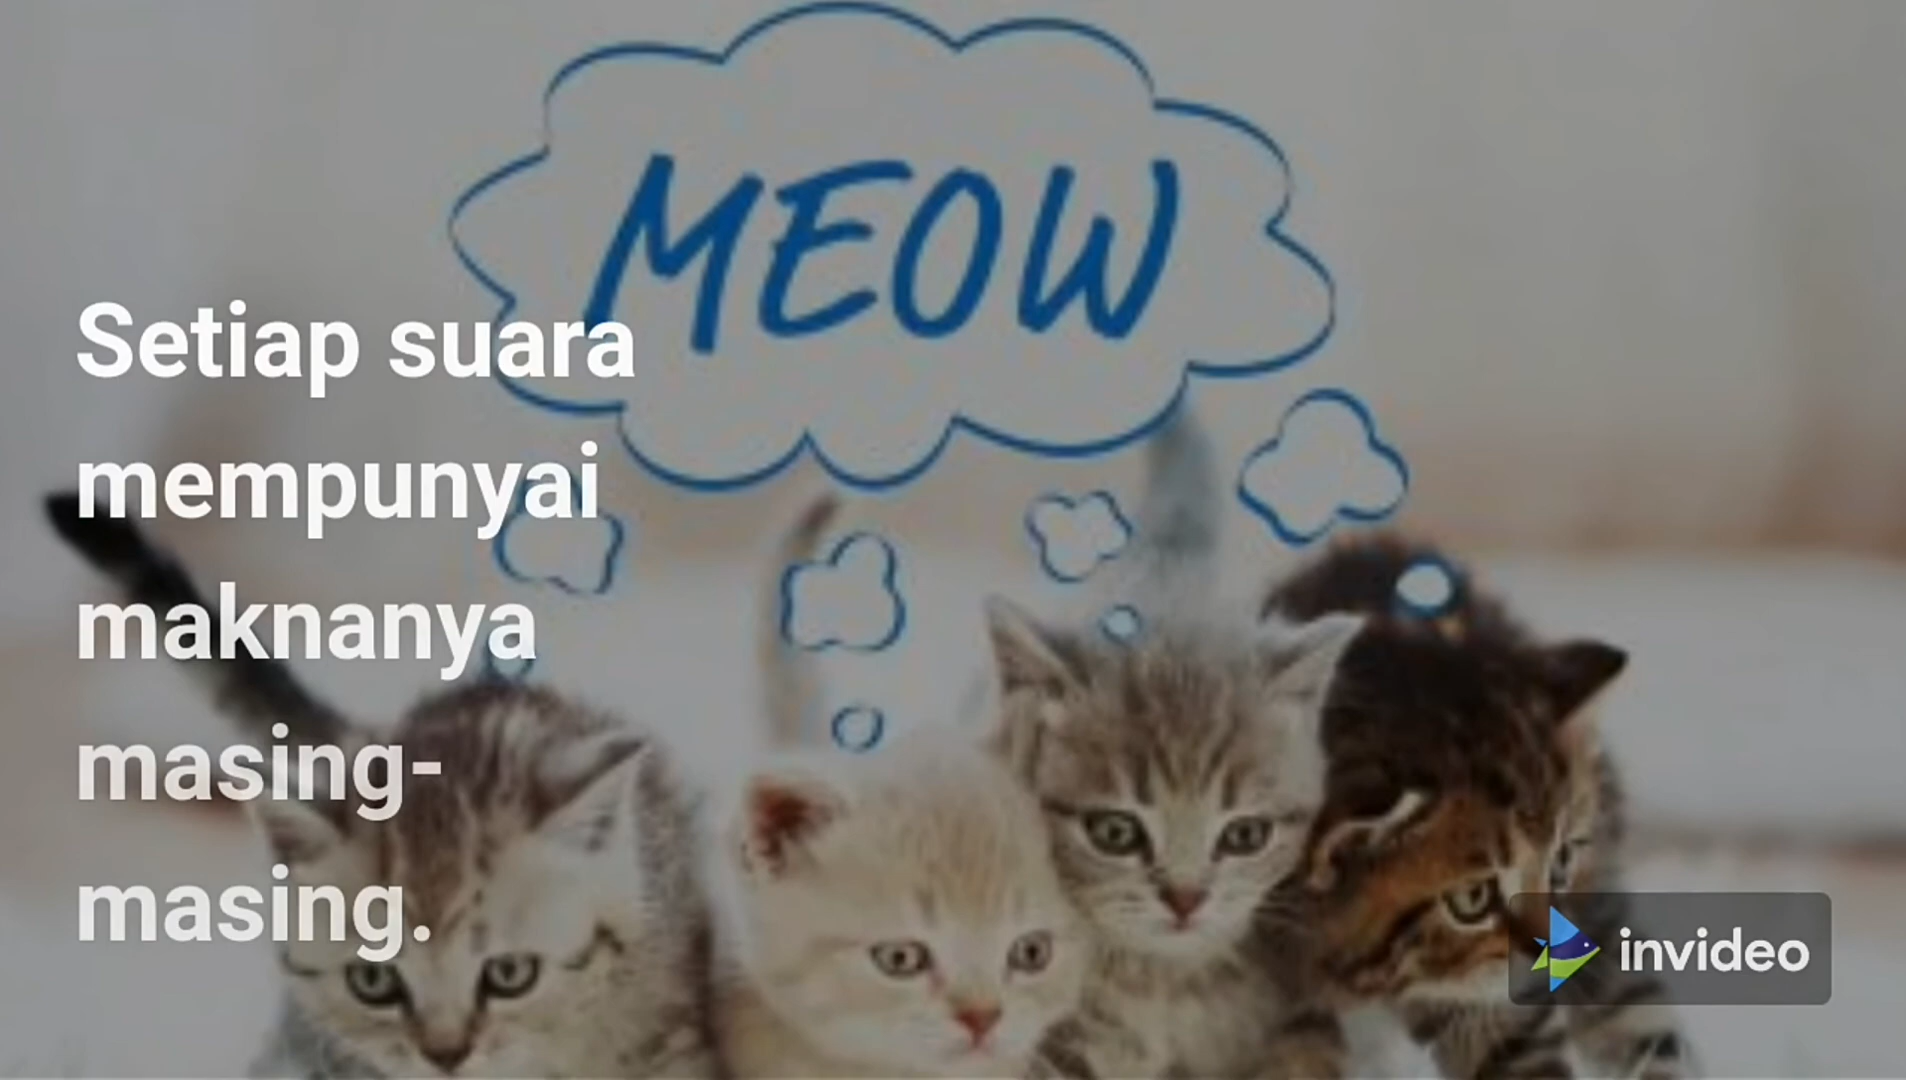 MEOW
Setiap suara
mempunyai
maknanya
masing-
masing.
invideo